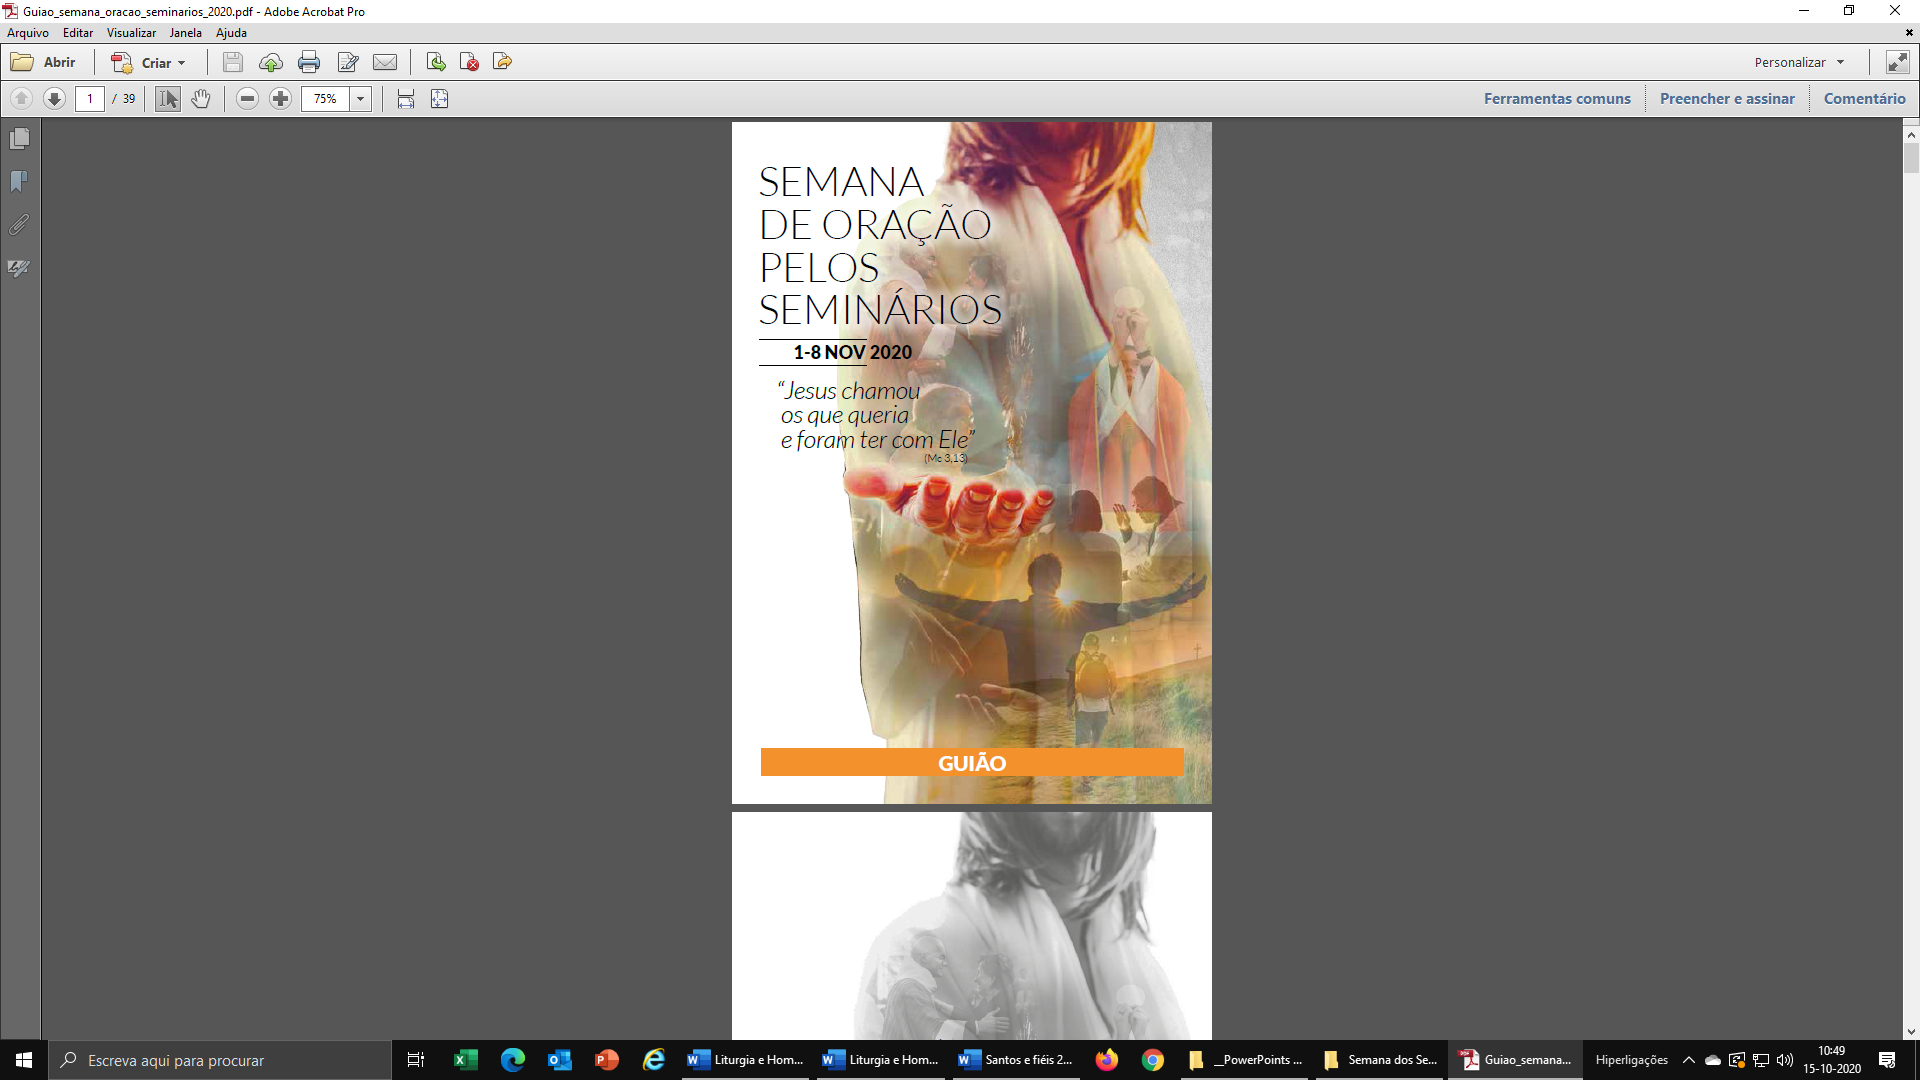 Guiao_semana_oracao_seminarios_2020.pdf - Adobe Acrobat Pro
Arquivo Editar Visualizar Janela Ajuda
Abrir Criar Personalizar
1 / 39 75% Ferramentas comuns Preencher e assinar Comentário
SEMANA
DE ORAÇÃO
PELOS
SEMINÁRIOS
1-8 NOV 2020
“Jesus chamou
os que queria
e foram ter com Ele”
(Mc 3,13)
GUIÃO
Escreva aqui para procurar
Liturgia e Hom...
Liturgia e Hom...
Santos e fiéis 2...
__PowerPoints ...
Semana dos Se...
Guiao_semana...
Hiperligações
10:49
15-10-2020